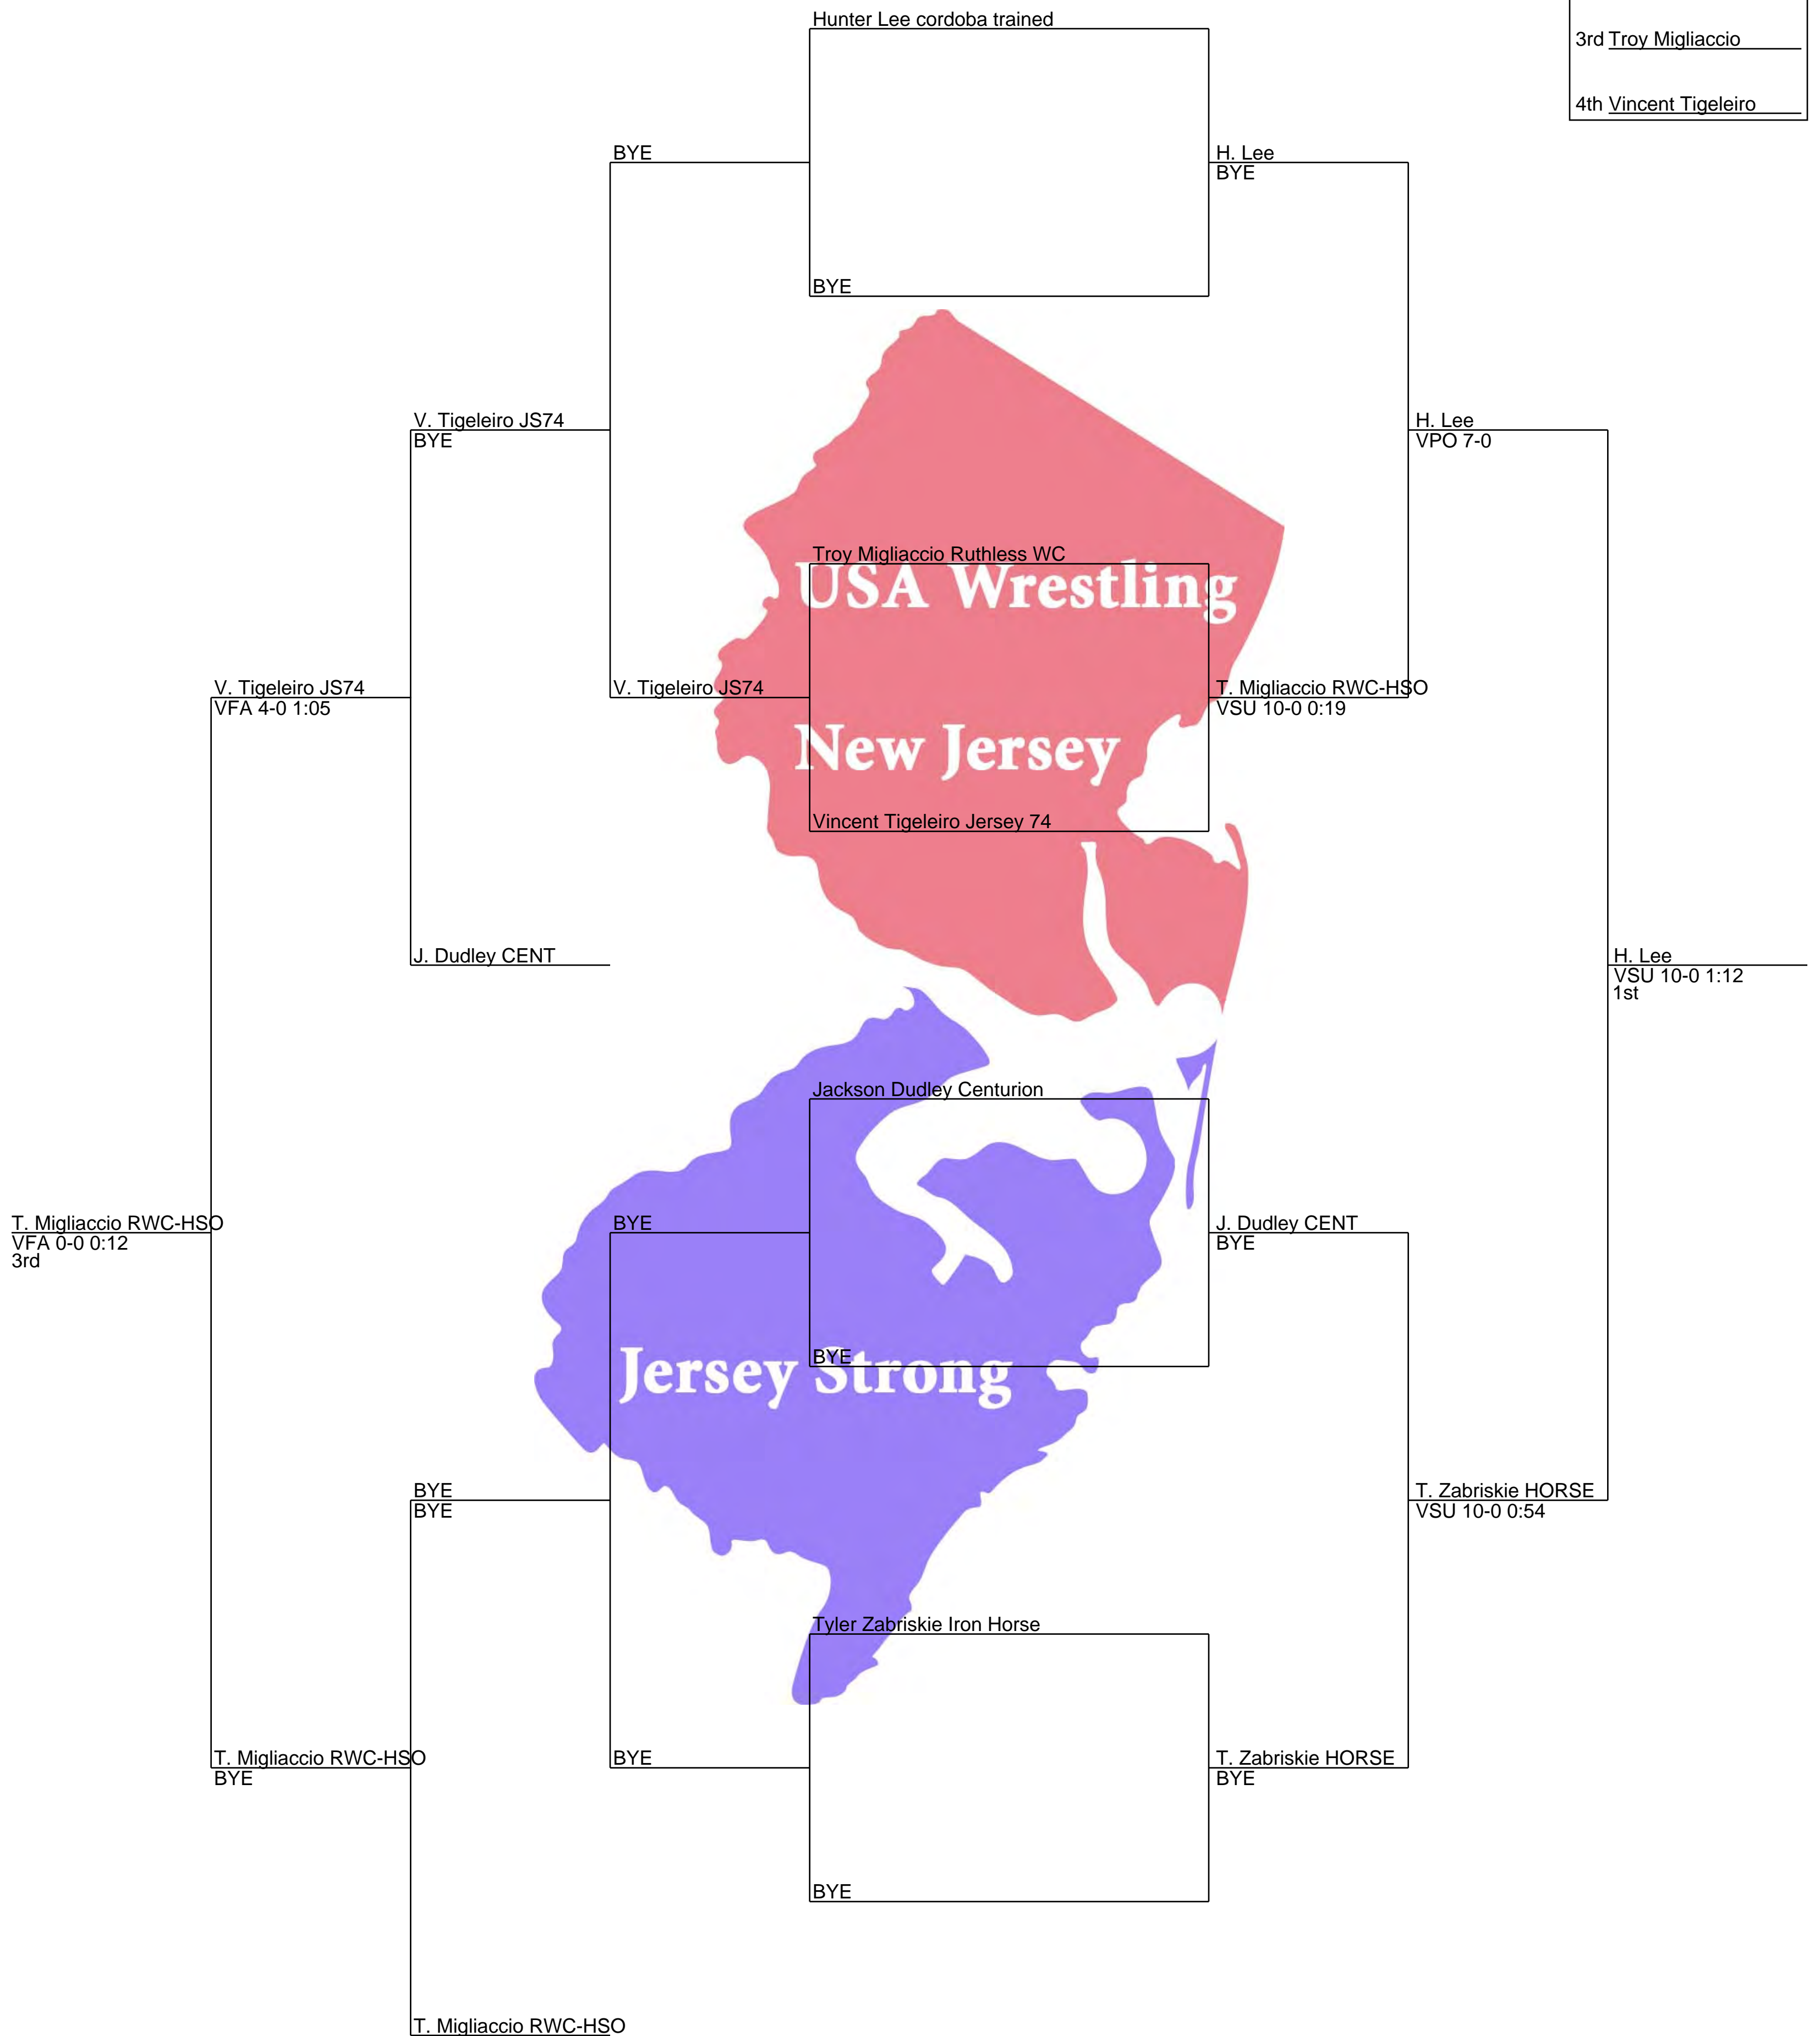 Hunter Lee cordoba trained
3rd Troy Migliaccio
4th Vincent Tigeleiro
BYE
H. Lee
BYE
BYE
V. Tigeleiro JS74
BYE
H. Lee
VPO 7-0
Troy Migliaccio Ruthless WC
USA Wrestling
V. Tigeleiro JS74
VFA 4-0 1:05
V. Tigeleiro JS74
T. Migliaccio RWC-HSO
VSU 10-0 0:19
New Jersey
Vincent Tigeleiro Jersey 74
J. Dudley CENT
H. Lee
VSU 10-0 1:12
1st
Jackson Dudley Centurion
T. Migliaccio RWC-HSO
VFA 0-0 0:12
3rd
BYE
J. Dudley CENT
BYE
BYE
Jersey Strong
BYE
BYE
T. Zabriskie HORSE
VSU 10-0 0:54
Tyler Zabriskie Iron Horse
T. Migliaccio RWC-HSO
BYE
BYE
T. Zabriskie HORSE
BYE
BYE
T. Migliaccio RWC-HSO